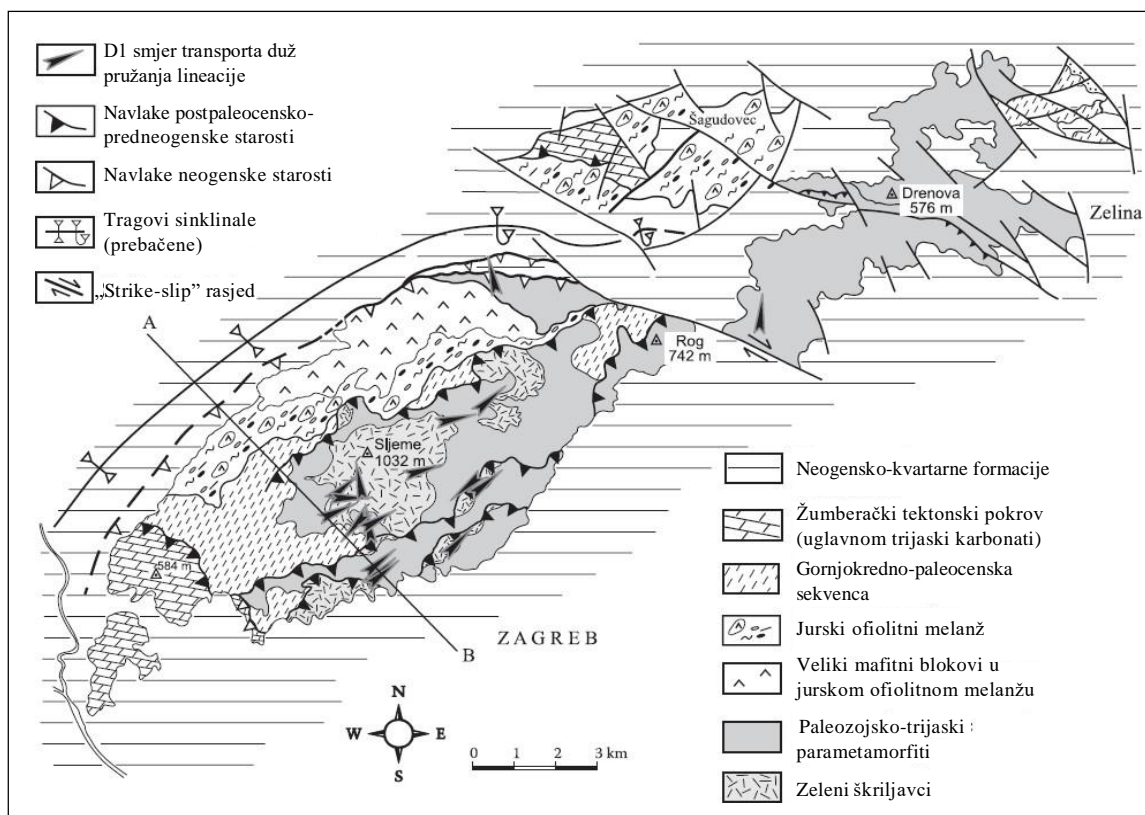 D1 smjer transporta duž
pružanja lineacije
Navlake postpaleocensko-
predneogenske starosti
Navlake neogenske starosti
Tragovi sinklinale
(prebačene)
„Strike-slip” rasjed
A
Šagudovec
Drenova
576 m
Zelina
Rog
742 m
Sljeme
1032 m
584 m
ZAGREB
B
N
W
E
S
0 1 2 3 km
Neogensko-kvartarne formacije
Žumberački tektonski pokrov
(uglavnom trijaski karbonati)
Gornjokredno-paleocenska
sekvenca
Jurski ofiolitni melanž
Veliki mafitni blokovi u
jurskom ofiolitnom melanžu
Paleozojsko-trijaski
parametamorfiti
Zeleni škriljavci